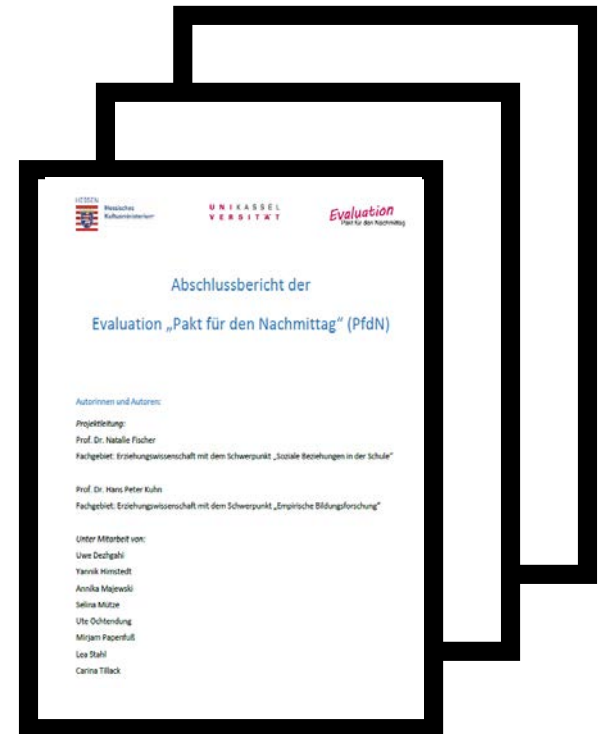 HESSEN
Hessisches
Kultusministerium
UNIKASSEL
VERSITÄT
Evaluation
Pakt für den Nachmittag
Abschlussbericht der
Evaluation „Pakt für den Nachmittag“ (PfdN)
Autorinnen und Autoren:
Projektleitung:
Prof. Dr. Natalie Fischer
Fachgebiet: Erziehungswissenschaft mit dem Schwerpunkt „Soziale Beziehungen in der Schule“
Prof. Dr. Hans Peter Kuhn
Fachgebiet: Erziehungswissenschaft mit dem Schwerpunkt „Empirische Bildungsforschung“
Unter Mitarbeit von:
Uwe Dezhgahi
Yannik Himstedt
Annika Majewski
Selina Mütze
Ute Ochtendung
Mirjam Papenfuß
Lea Stahl
Carina Tillack